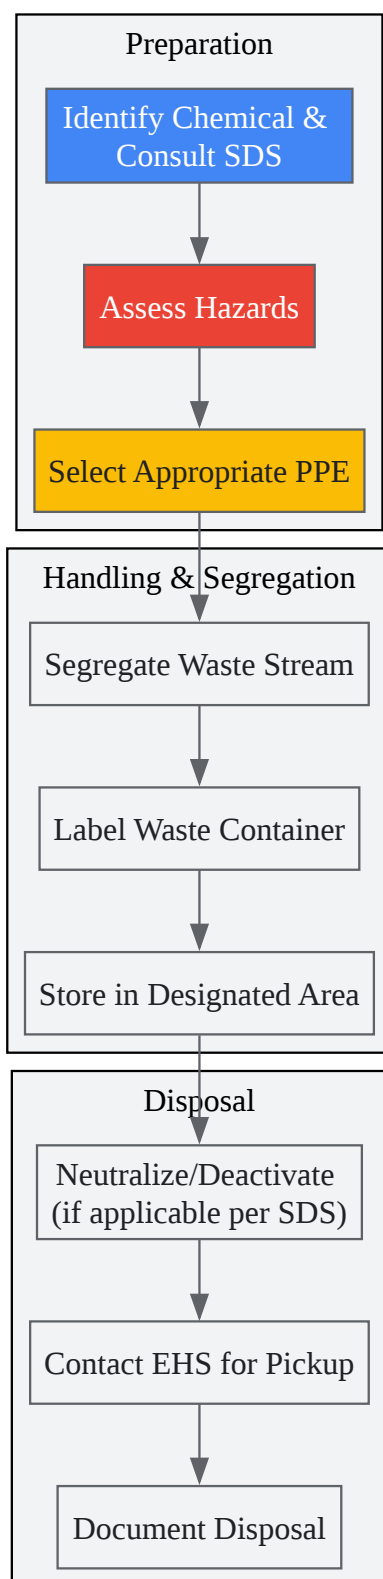 Preparation
Identify Chemical &
Consult SDS
Assess Hazards
Select Appropriate PPE
Handling & Segregation
Segregate Waste Stream
Label Waste Container
Store in Designated Area
Disposal
Neutralize/Deactivate
(if applicable per SDS)
Contact EHS for Pickup
Document Disposal